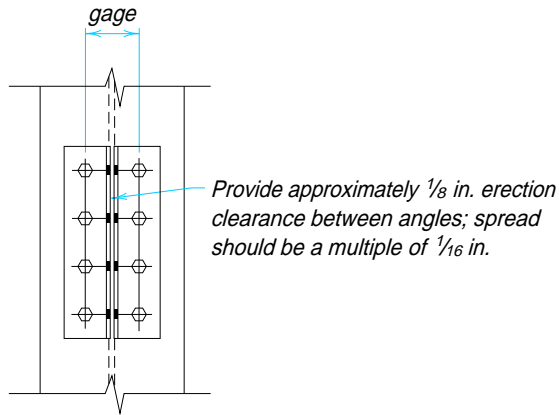 gage
Provide approximately 1/8 in. erection
clearance between angles; spread
should be a multiple of 1/16 in.